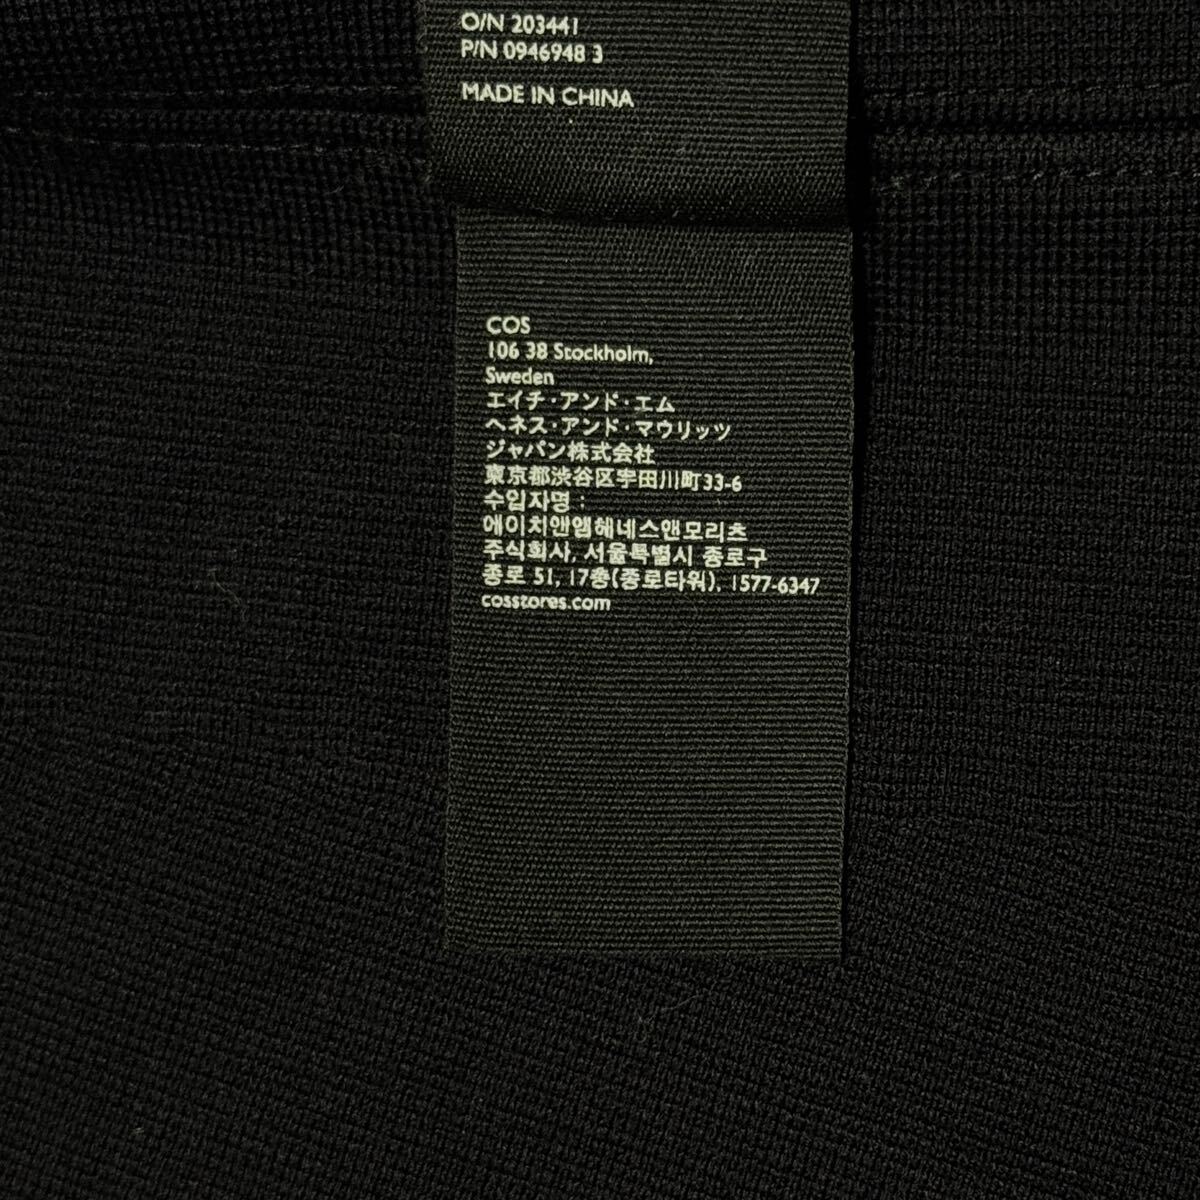 O/N 203441
P/N 0946948 3
MADE IN CHINA
COS
106 38 Stockholm,
Sweden
エイチ・アンド・エム
ヘネス・アンド・マウリッツ
ジャパン株式会社
東京都渋谷区宇田川町33-6
수입자명 :
에이치앤엠헤네스앤모리츠
주식회사, 서울특별시 종로구
종로 51, 17층(종로타워), 1577-6347
cosstores.com